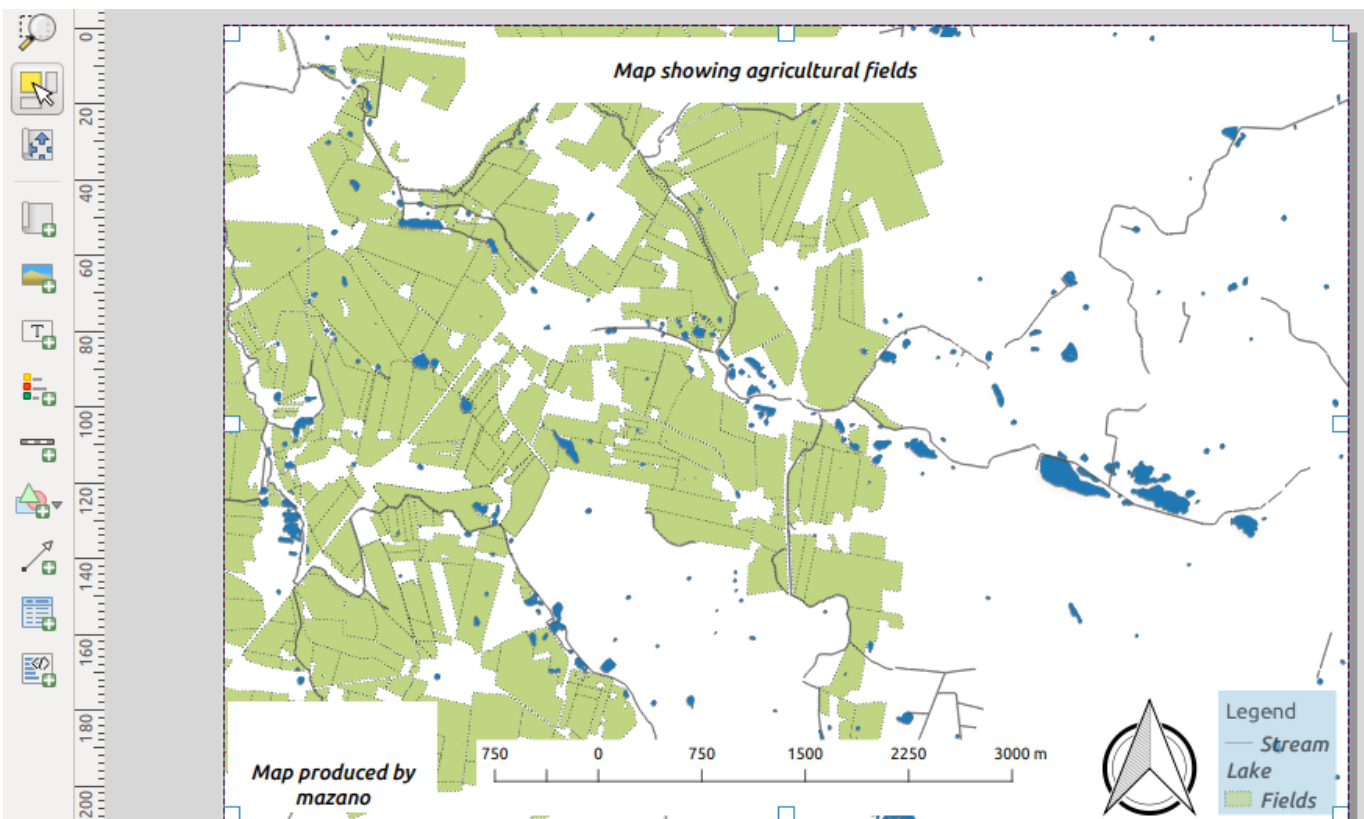 0
20
40
60
80
100
120
140
160
180
200
T
Map showing agricultural fields
Map produced by
mazano
750 0 750 1500 2250 3000 m
Legend
Stream
Lake
Fields